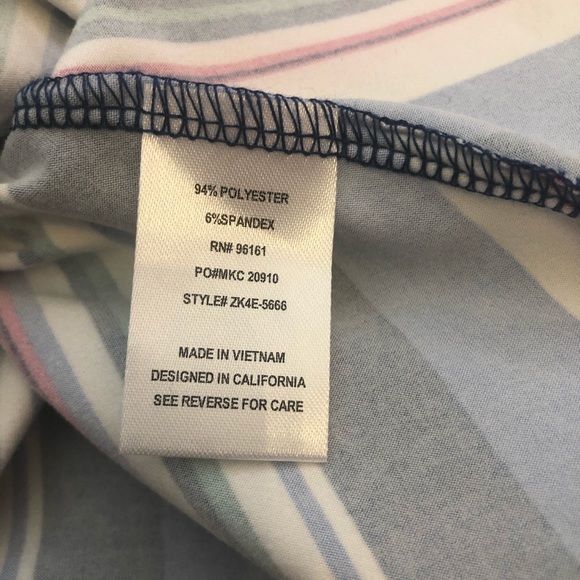 94% POLYESTER
6%SPANDEX
RN# 96161
PO#MKC 20910
STYLE# ZK4E-5666
MADE IN VIETNAM
DESIGNED IN CALIFORNIA
SEE REVERSE FOR CARE